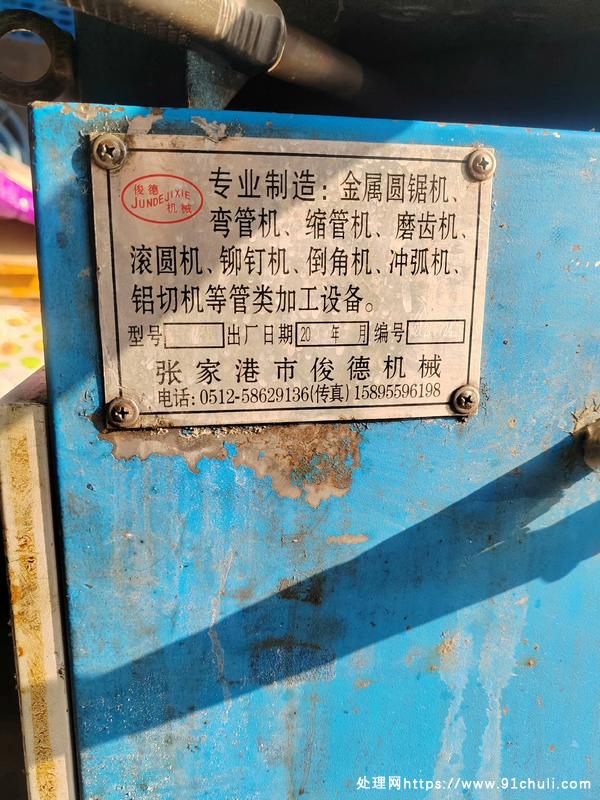 俊德
JUNDEJIXIE
机械
专业制造：金属圆锯机、
弯管机、缩管机、磨齿机、
滚圆机、铆钉机、倒角机、冲弧机、
铝切机等管类加工设备。
型号 出厂日期 20 年 月 编号
张家港市俊德机械
电话：0512-58629136(传真) 15895596198
处理网https://www.91chuli.com